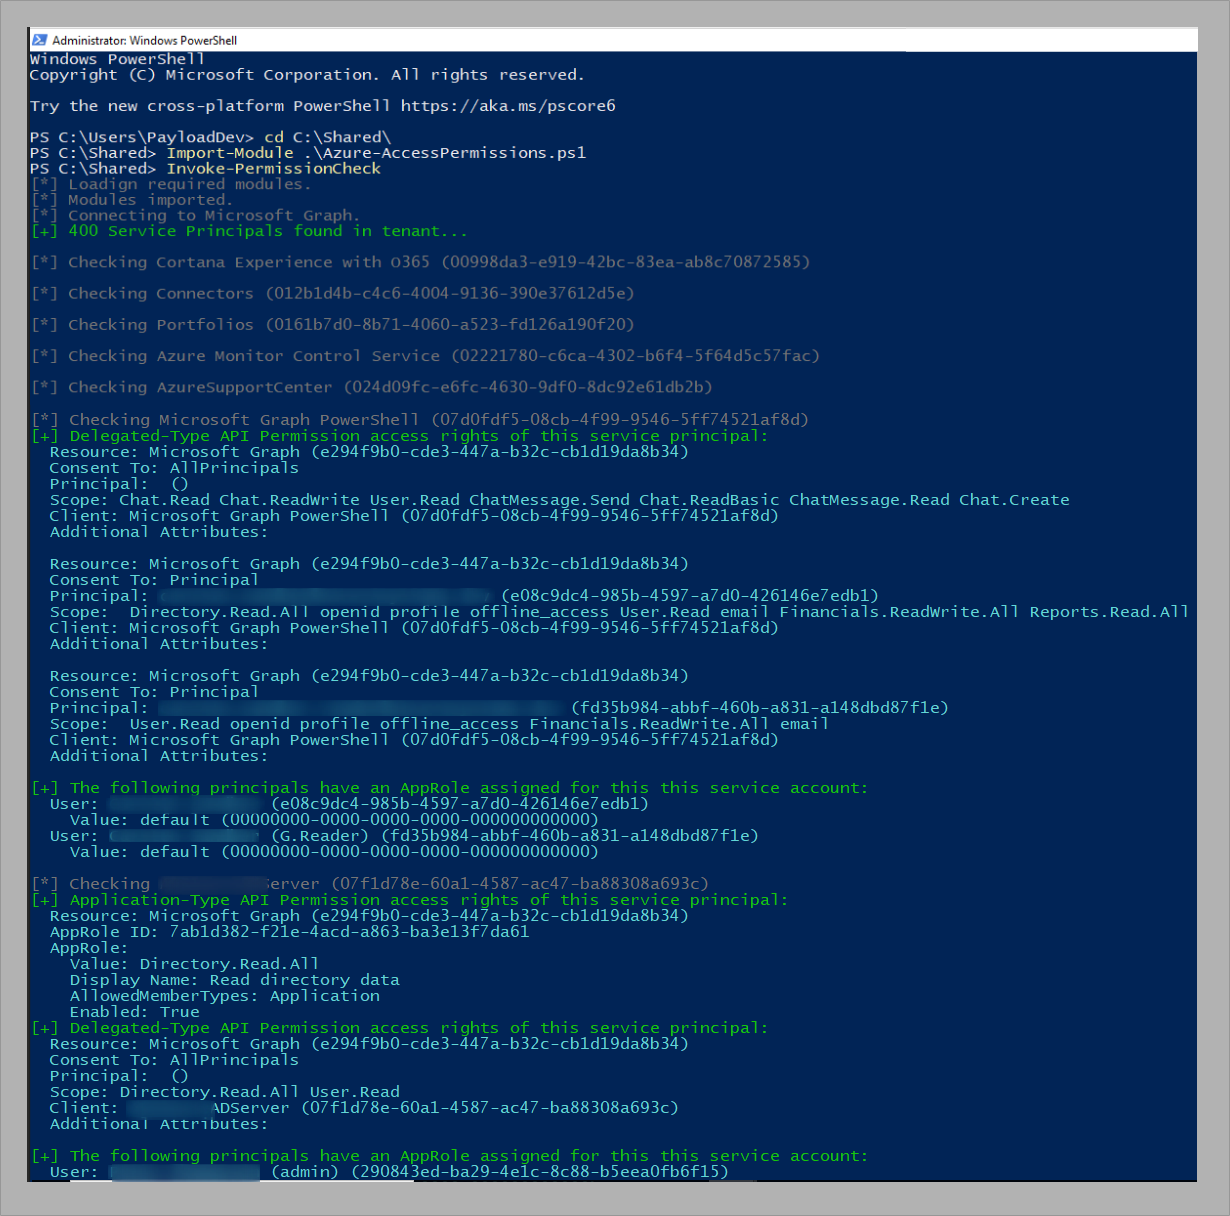 Administrator: Windows PowerShell
Windows PowerShell
Copyright (C) Microsoft Corporation. All rights reserved.
Try the new cross-platform PowerShell https://aka.ms/pscore6
PS C:\Users\PayloadDev> cd C:\Shared\
PS C:\Shared> Import-Module .\Azure-AccessPermissions.ps1
PS C:\Shared> Invoke-PermissionCheck
[*] Loadign required modules.
[*] Modules imported.
[*] Connecting to Microsoft Graph.
[+] 400 Service Principals found in tenant...
[*] Checking Cortana Experience with O365 (00998da3-e919-42bc-83ea-ab8c70872585)
[*] Checking Connectors (012b1d4b-c4c6-4004-9136-390e37612d5e)
[*] Checking Portfolios (0161b7d0-8b71-4060-a523-fd126a190f20)
[*] Checking Azure Monitor Control Service (02221780-c6ca-4302-b6f4-5f64d5c57fac)
[*] Checking AzureSupportCenter (024d09fc-e6fc-4630-9df0-8dc92e61db2b)
[*] Checking Microsoft Graph PowerShell (07d0fdf5-08cb-4f99-9546-5ff74521af8d)
[+] Delegated-Type API Permission access rights of this service principal:
Resource: Microsoft Graph (e294f9b0-cde3-447a-b32c-cb1d19da8b34)
Consent To: AllPrincipals
Principal:  ()
Scope: Chat.Read Chat.ReadWrite User.Read ChatMessage.Send Chat.ReadBasic ChatMessage.Read Chat.Create
Client: Microsoft Graph PowerShell (07d0fdf5-08cb-4f99-9546-5ff74521af8d)
Additional Attributes:
Resource: Microsoft Graph (e294f9b0-cde3-447a-b32c-cb1d19da8b34)
Consent To: Principal
Principal: (e08c9dc4-985b-4597-a7d0-426146e7edb1)
Scope:  Directory.Read.All openid profile offline_access User.Read email Financials.ReadWrite.All Reports.Read.All
Client: Microsoft Graph PowerShell (07d0fdf5-08cb-4f99-9546-5ff74521af8d)
Additional Attributes:
Resource: Microsoft Graph (e294f9b0-cde3-447a-b32c-cb1d19da8b34)
Consent To: Principal
Principal: (fd35b984-abbf-460b-a831-a148dbd87f1e)
Scope:  User.Read openid profile offline_access Financials.ReadWrite.All email
Client: Microsoft Graph PowerShell (07d0fdf5-08cb-4f99-9546-5ff74521af8d)
Additional Attributes:
[+] The following principals have an AppRole assigned for this this service account:
User: (e08c9dc4-985b-4597-a7d0-426146e7edb1)
Value: default (00000000-0000-0000-0000-000000000000)
User: (G.Reader) (fd35b984-abbf-460b-a831-a148dbd87f1e)
Value: default (00000000-0000-0000-0000-000000000000)
[*] Checking Server (07f1d78e-60a1-4587-ac47-ba88308a693c)
[+] Application-Type API Permission access rights of this service principal:
Resource: Microsoft Graph (e294f9b0-cde3-447a-b32c-cb1d19da8b34)
AppRole ID: 7ab1d382-f21e-4acd-a863-ba3e13f7da61
AppRole:
Value: Directory.Read.All
Display Name: Read directory data
AllowedMemberTypes: Application
Enabled: True
[+] Delegated-Type API Permission access rights of this service principal:
Resource: Microsoft Graph (e294f9b0-cde3-447a-b32c-cb1d19da8b34)
Consent To: AllPrincipals
Principal:  ()
Scope: Directory.Read.All User.Read
Client: ADServer (07f1d78e-60a1-4587-ac47-ba88308a693c)
Additional Attributes:
[+] The following principals have an AppRole assigned for this this service account:
User: (admin) (290843ed-ba29-4e1c-8c88-b5eea0fb6f15)